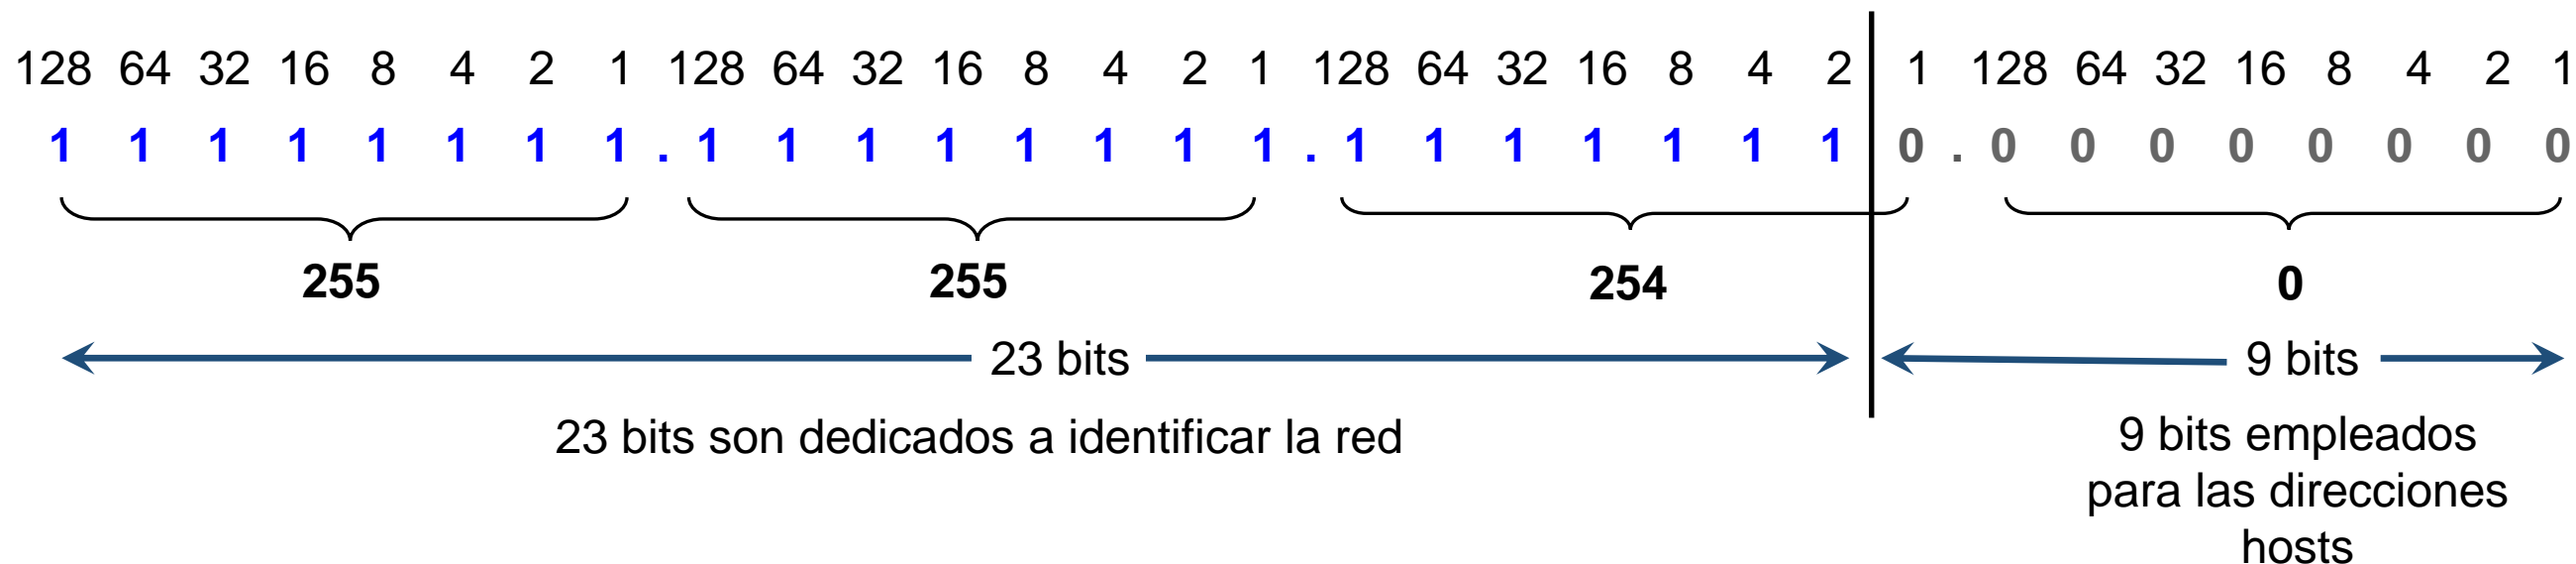 128 64 32 16 8 4 2 1 128 64 32 16 8 4 2 1 128 64 32 16 8 4 2 1 128 64 32 16 8 4 2 1
1 1 1 1 1 1 1 1 . 1 1 1 1 1 1 1 1 . 1 1 1 1 1 1 1 0 . 0 0 0 0 0 0 0 0
255 255 254 0
23 bits 9 bits
23 bits son dedicados a identificar la red
9 bits empleados
para las direcciones
hosts